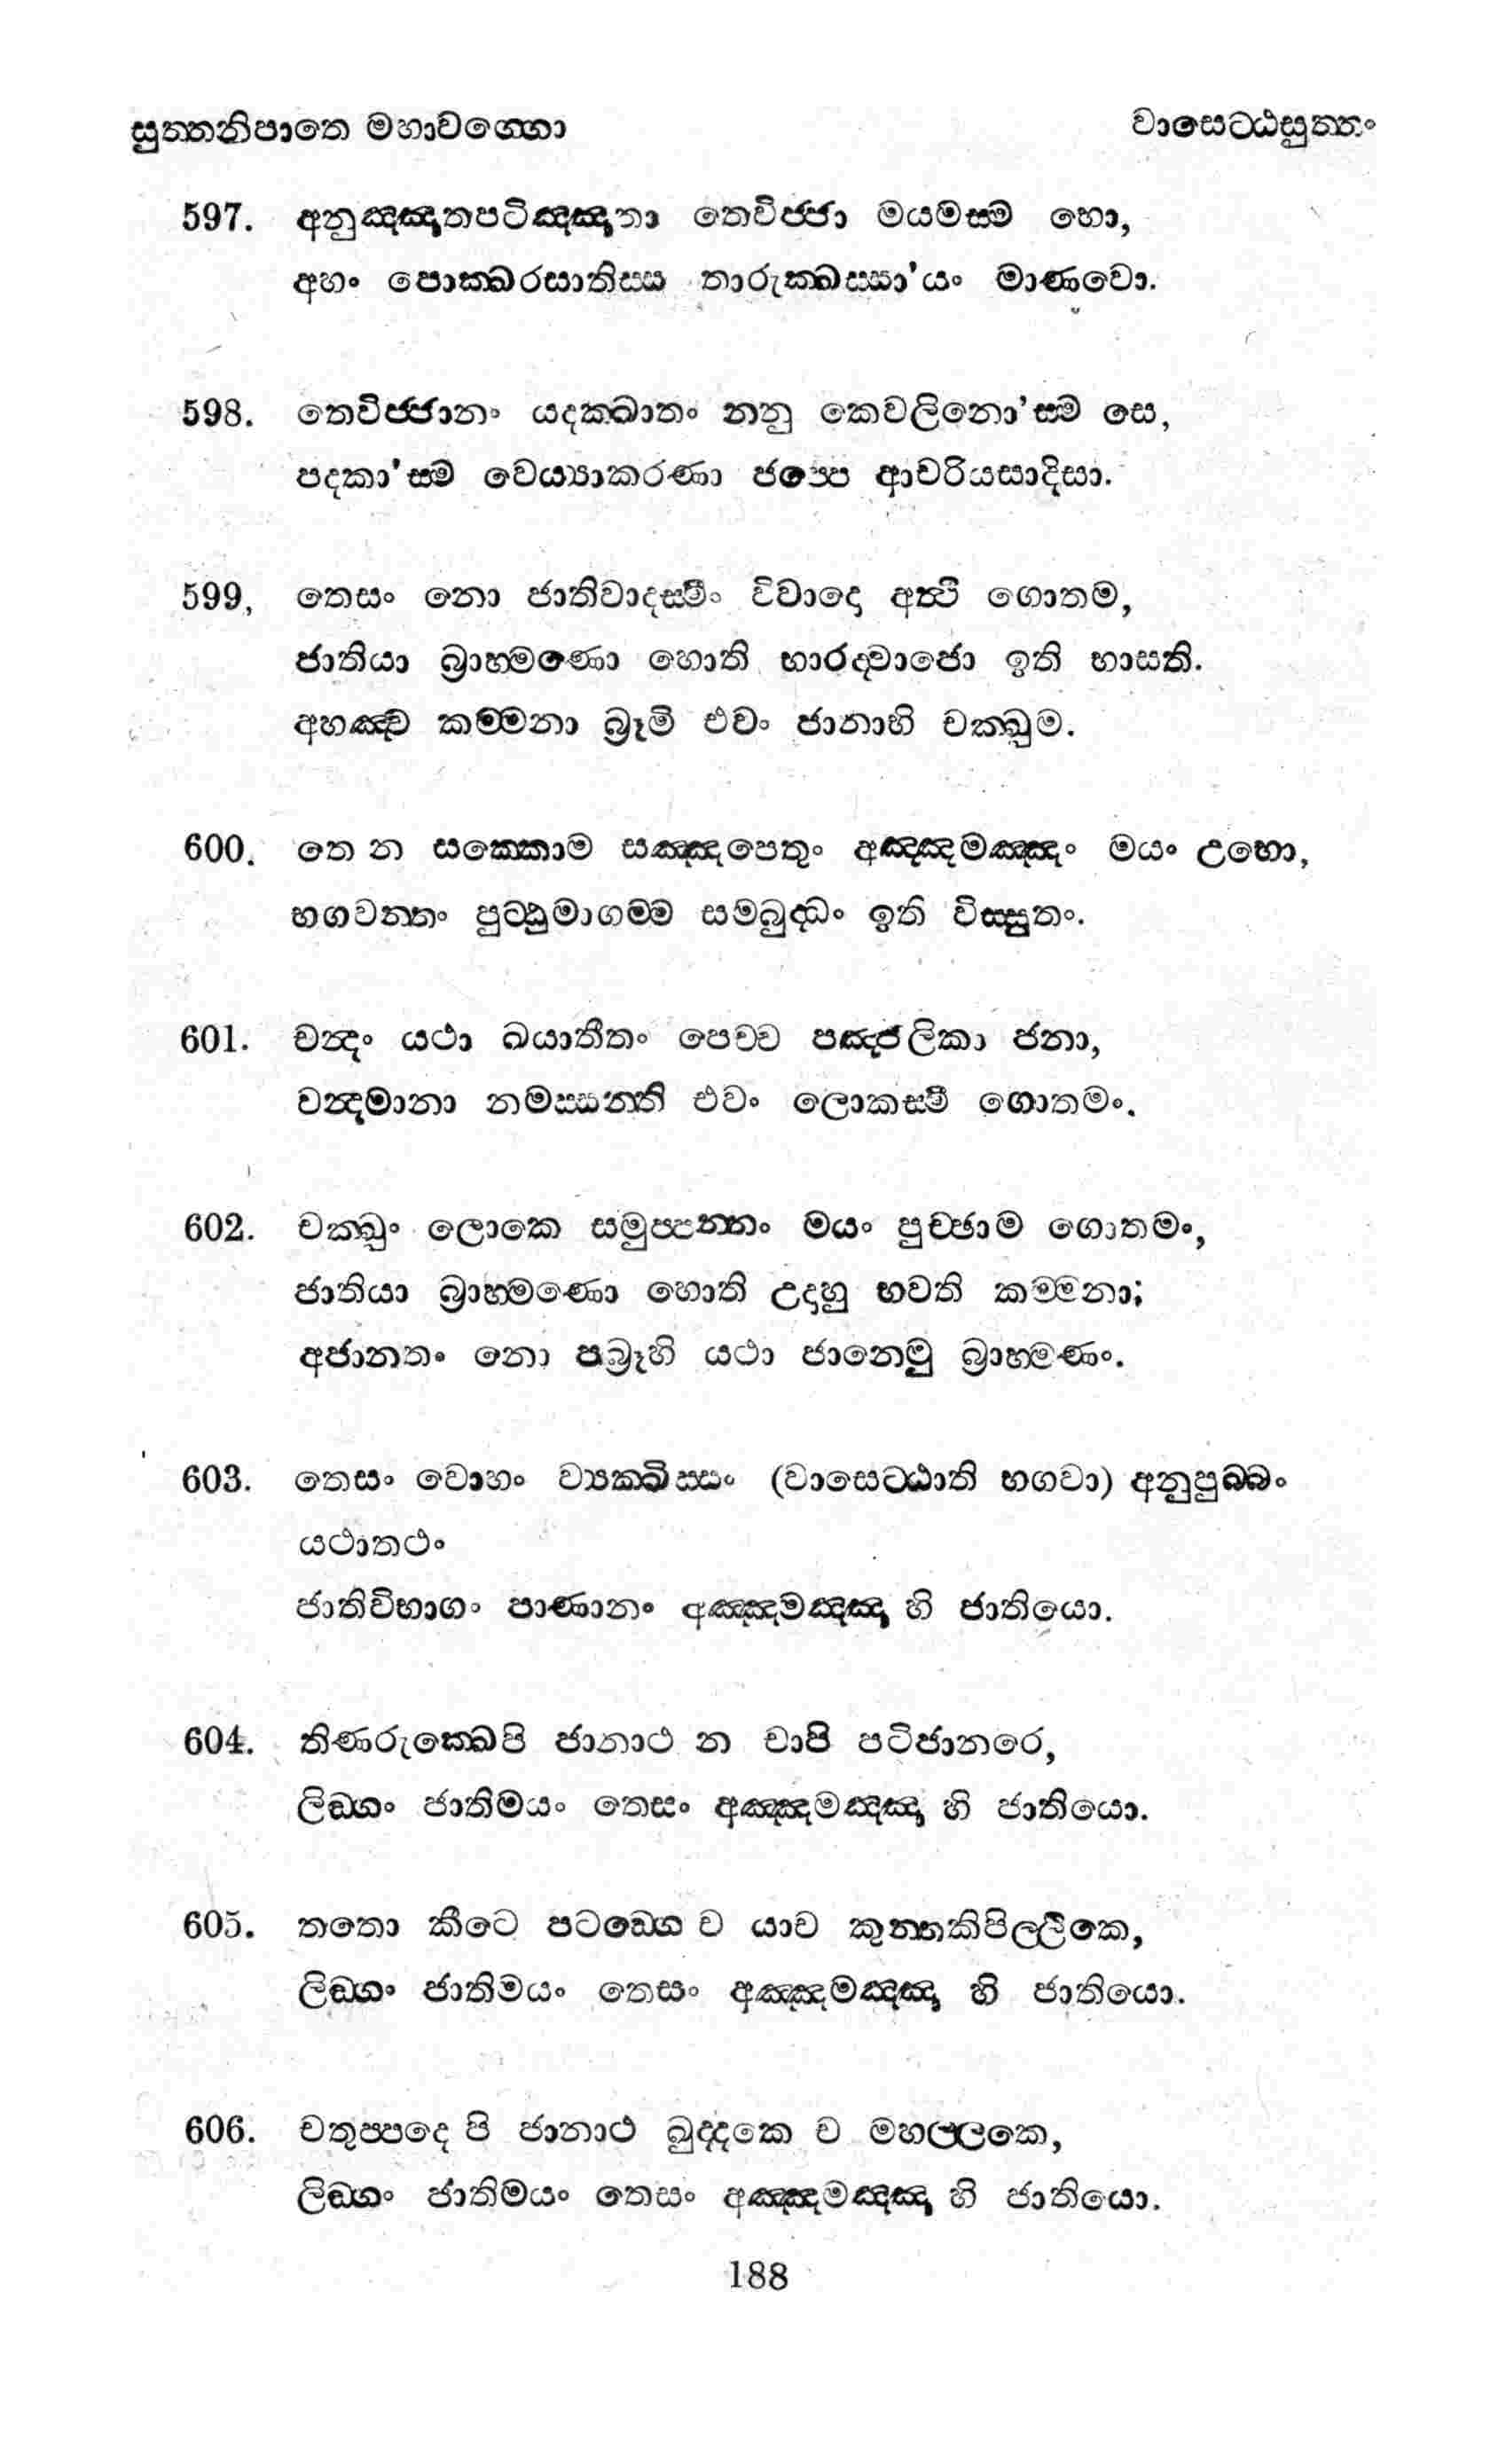 සුත්තනිපාතෙ මහාවග්ගො
වාසෙට්ඨසුත්තං
597. අනුඤ්ඤාතපටිඤ්ඤාතා තෙවිජ්ජා මයමස්ම භො,
අහං පොක්ඛරසාතිස්ස තාරුක්ඛස්සා'යං මාණවො.
598. තෙවිජ්ජානං යදක්ඛාතං නනු කෙවලිනො'ස්ම සෙ,
පදකා'ස්ම වෙය්‍යාකරණා ජප්පෙ ආචරියසාදිසා.
599, තෙසං නො ජාතිවාදස්මිං විවාදො අත්ථි ගොතම,
ජාතියා බ්‍රාහ්මණො හොති භාරද්වාජො ඉති භාසති.
අහඤ්ච කම්මනා බ්‍රූමි එවං ජානාහි චක්ඛුම.
600. තෙ න සක්කොම සඤ්ඤපෙතුං අඤ්ඤමඤ්ඤං මයං උභො,
භගවන්තං පුට්ඨුමාගම්ම සම්බුද්ධං ඉති විස්සුතං.
601. චන්දං යථා ඛයාතීතං පෙච්ච පඤ්ජලිකා ජනා,
වන්දමානා නමස්සන්ති එවං ලොකස්මි ගොතමං.
602. චක්ඛුං ලොකෙ සමුප්පන්නං මයං පුච්ඡාම ගොතමං,
ජාතියා බ්‍රාහ්මණො හොති උදාහු භවති කම්මනා;
අජානතං නො පබ්‍රූහි යථා ජානෙමු බ්‍රාහ්මණං.
603. තෙසං වොහං ව්‍යක්ඛිස්සං (වාසෙට්ඨාති භගවා) අනුපුබ්බං
යථාතථං
ජාතිවිභාගං පාණානං අඤ්ඤමඤ්ඤා හි ජාතියො.
604. තිණරුක්ඛෙපි ජානාථ න චාපි පටිජානරෙ,
ලිඞ්ගං ජාතිමයං තෙසං අඤ්ඤමඤ්ඤා හි ජාතියො.
605. තතො කීටෙ පටඞ්ගෙ ච යාව කුන්ථකිපිල්ලිකෙ,
ලිඞ්ගං ජාතිමයං තෙසං අඤ්ඤමඤ්ඤා හි ජාතියො.
606. චතුප්පදෙ පි ජානාථ ඛුද්දකෙ ච මහල්ලකෙ,
ලිඞ්ගං ජාතිමයං තෙසං අඤ්ඤමඤ්ඤා හි ජාතියො.
188